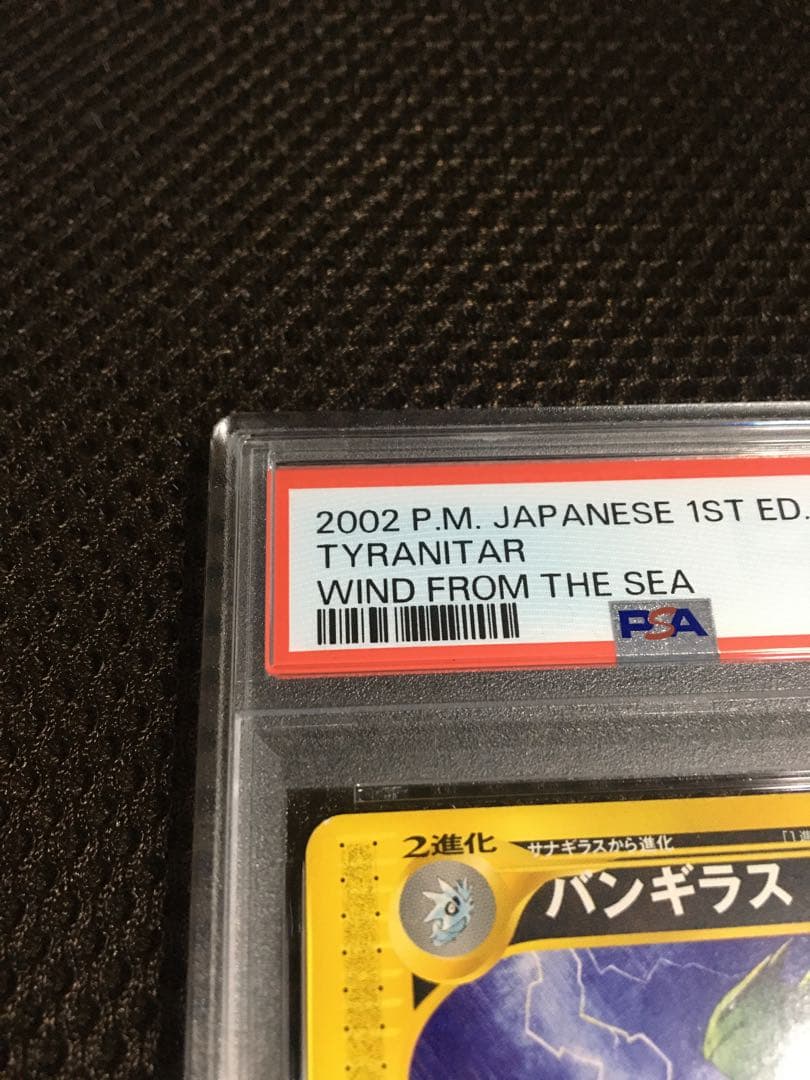 2002 P.M. JAPANESE 1ST ED.
TYRANITAR
WIND FROM THE SEA
PSA
2進化 サナギラスから進化
バンギラス